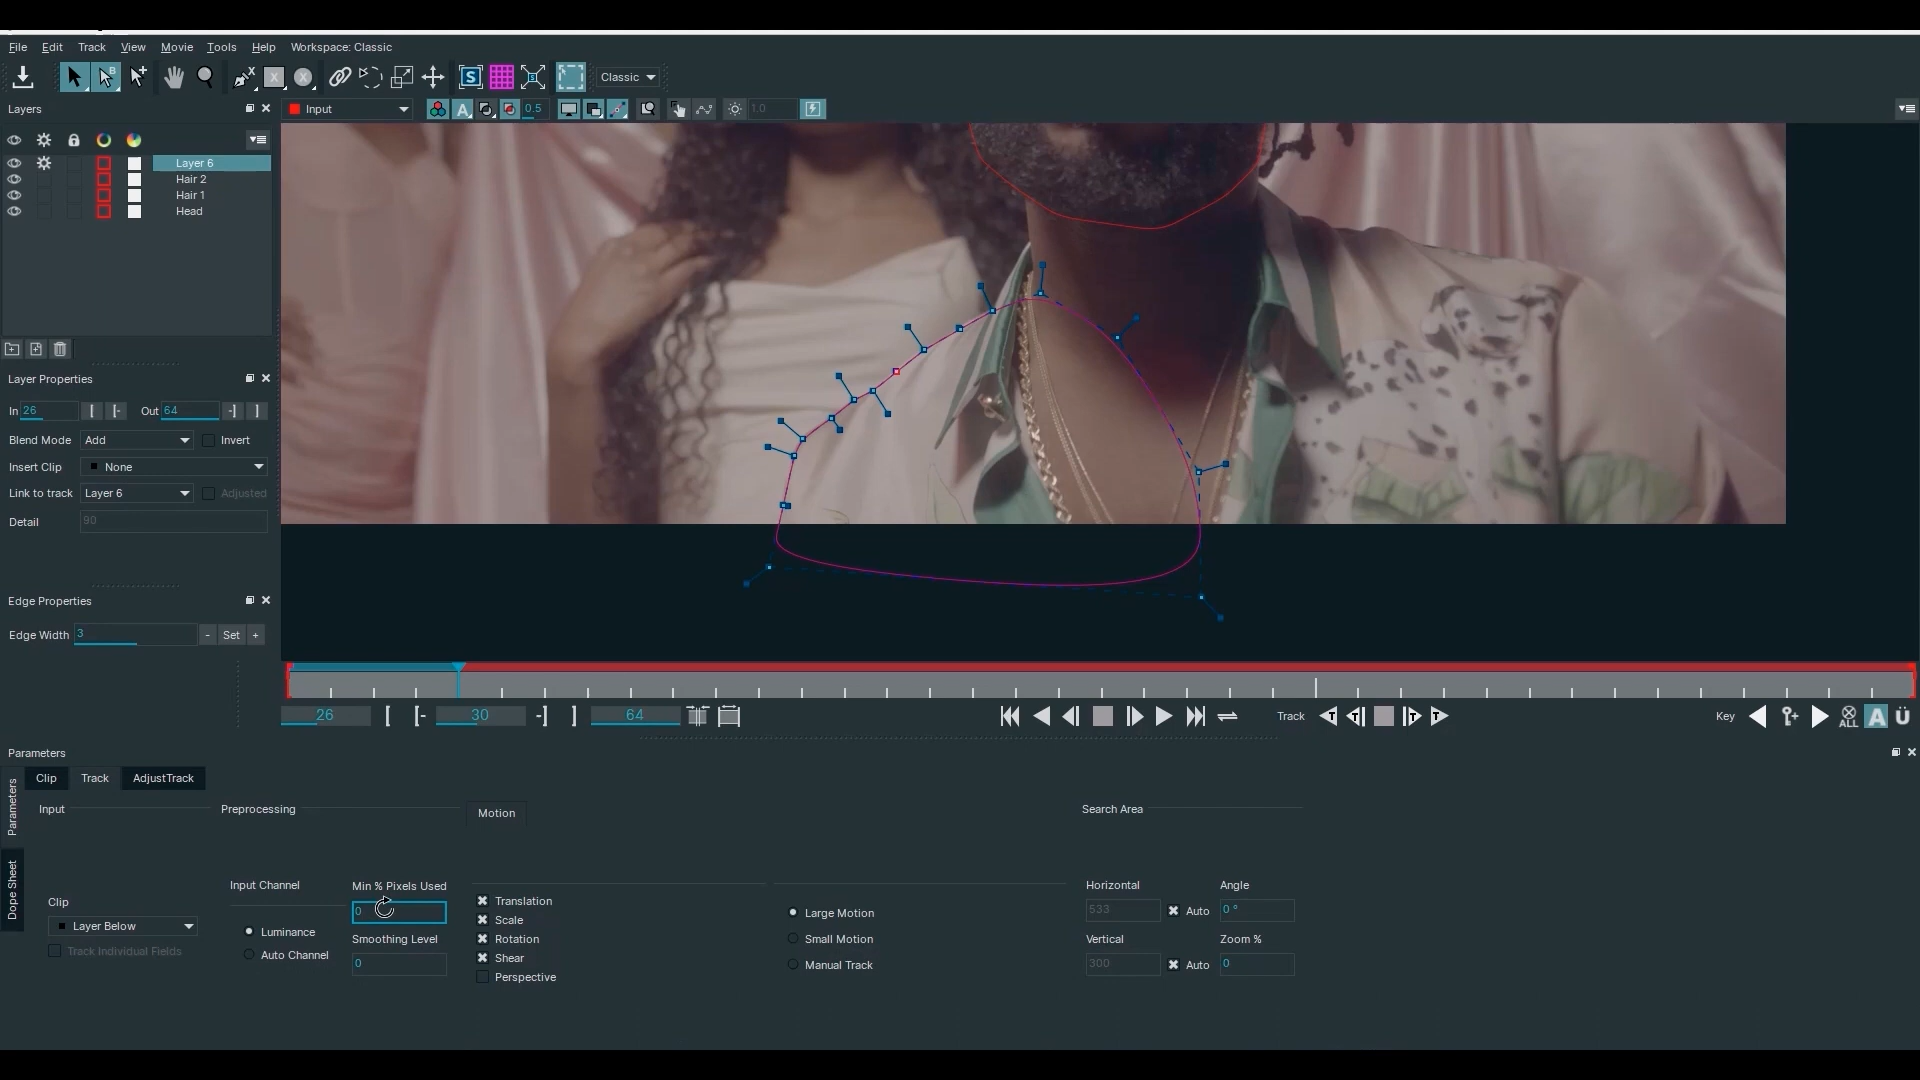 File Edit Track View Movie Tools Help Workspace: Classic
Classic
Layers
Input
0.5
1.0
Layer 6
Hair 2
Hair 1
Head
Layer Properties
In 26 Out 64
Blend Mode Add Invert
Insert Clip None
Link to track Layer 6 Adjusted
Detail 90
Edge Properties
Edge Width 3 - Set +
26 30 64 Track Key ALL
Parameters
Clip Track AdjustTrack
Parameters
Dope Sheet
Input Preprocessing Motion Search Area
Input Channel Min % Pixels Used Horizontal Angle
Clip 0 Translation Large Motion 533 Auto 0 °
Layer Below Luminance Smoothing Level Scale Small Motion Vertical Zoom %
Track Individual Fields Auto Channel 0 Rotation Manual Track 300 Auto 0
Shear
Perspective